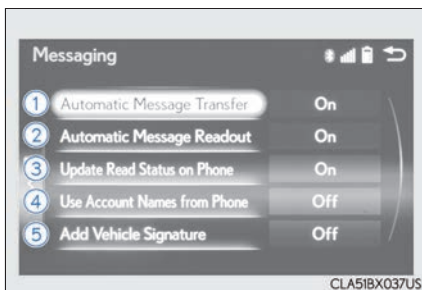 Messaging
1 Automatic Message Transfer On
2 Automatic Message Readout On
3 Update Read Status on Phone On
4 Use Account Names from Phone Off
5 Add Vehicle Signature Off
CLA51BX037US